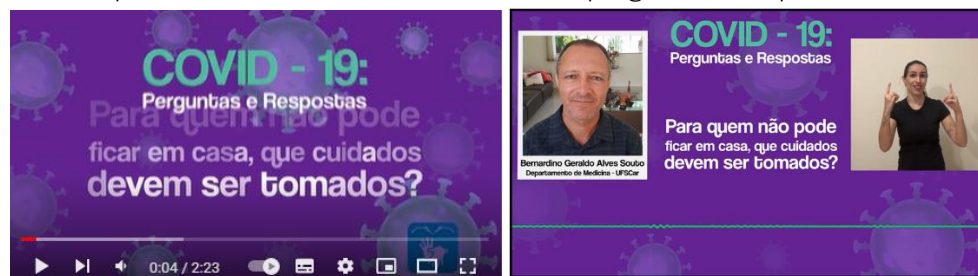 COVID - 19:
Perguntas e Respostas
Para quem não pode
ficar em casa, que cuidados
devem ser tomados?
0:04 / 2:23
COVID - 19:
Perguntas e Respostas
Para quem não pode
ficar em casa, que cuidados
devem ser tomados?
Bernardino Geraldo Alves Souto
Departamento de Medicina - UFSCar